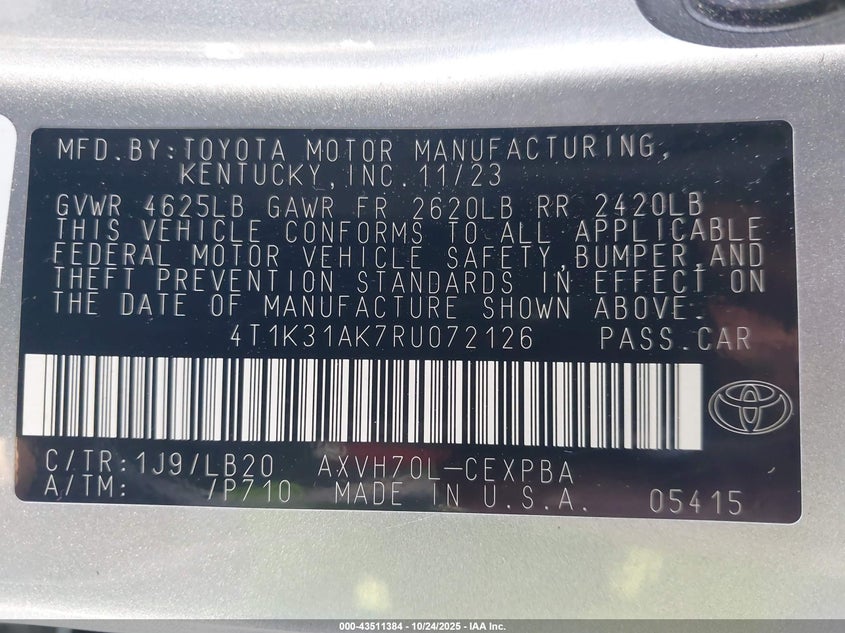 MFD.BY:TOYOTA MOTOR MANUFACTURING,
KENTUCKY,INC.11/23
GVWR 4625LB GAWR FR 2620LB RR 2420LB
THIS VEHICLE CONFORMS TO ALL APPLICABLE
FEDERAL MOTOR VEHICLE SAFETY,BUMPER,AND
THEFT PREVENTION STANDARDS IN EFFECT ON
THE DATE OF MANUFACTURE SHOWN ABOVE.
4T1K31AK7RU072126 PASS.CAR
C/TR:1J9/LB20 AXVH70L-CEXPBA
A/TM: /P710 MADE IN U.S.A. 05415
000-43511384 - 10/24/2025 - IAA Inc.